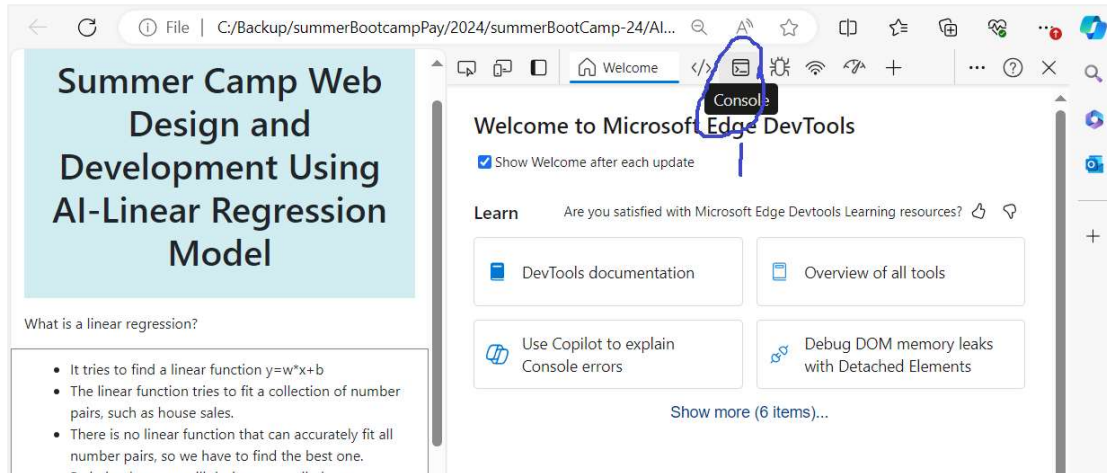 File | C:/Backup/summerBootcampPay/2024/summerBootCamp-24/AI...
Summer Camp Web
Design and
Development Using
AI-Linear Regression
Model
What is a linear regression?
• It tries to find a linear function y=w*x+b
• The linear function tries to fit a collection of number
pairs, such as house sales.
• There is no linear function that can accurately fit all
number pairs, so we have to find the best one.
Welcome
Console
1
Welcome to Microsoft Edge DevTools
Show Welcome after each update
Learn
Are you satisfied with Microsoft Edge Devtools Learning resources?
DevTools documentation
Overview of all tools
Use Copilot to explain
Console errors
Debug DOM memory leaks
with Detached Elements
Show more (6 items)...